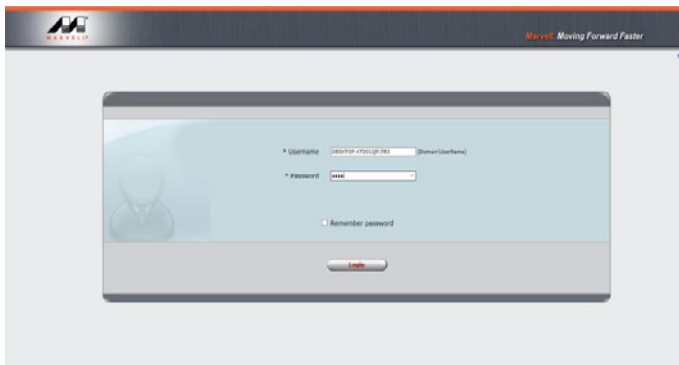 MARVELL
Marvell. Moving Forward Faster
* Username (Domain\UserName)
* Password
Remember password
Login